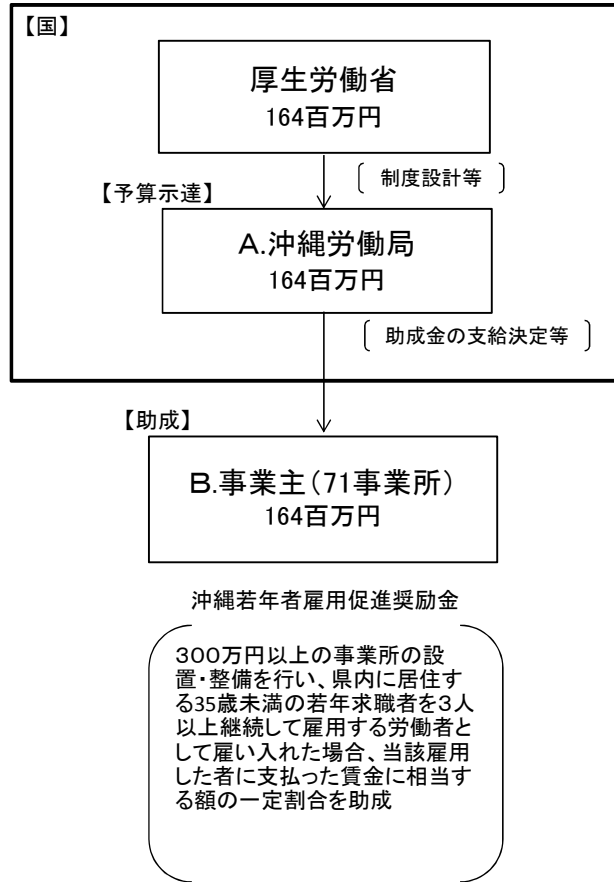 【国】
厚生労働省
164百万円
制度設計等
【予算示達】
Ａ.沖縄労働局
164百万円
助成金の支給決定等
【助成】
Ｂ.事業主（71事業所）
164百万円
沖縄若年者雇用促進奨励金
３００万円以上の事業所の設
置・整備を行い、県内に居住す
る35歳未満の若年求職者を３人
以上継続して雇用する労働者と
して雇い入れた場合、当該雇用
した者に支払った賃金に相当す
る額の一定割合を助成